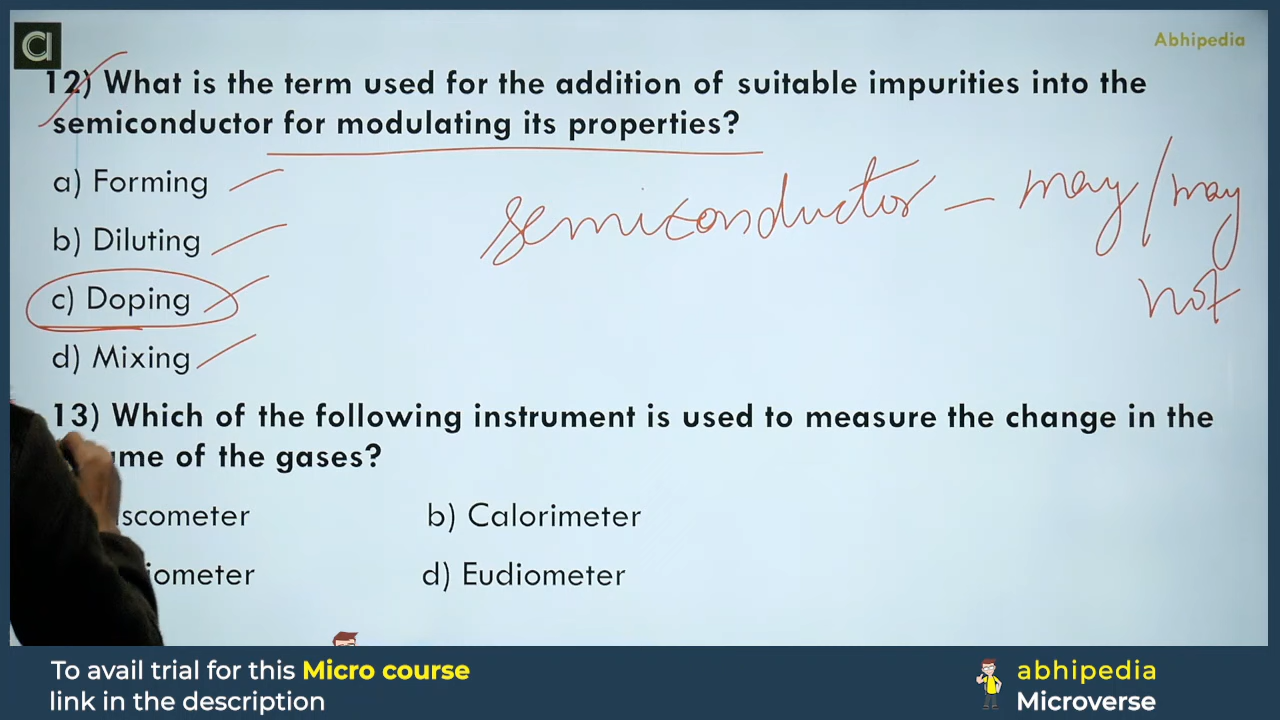 Abhipedia
12) What is the term used for the addition of suitable impurities into the
semiconductor for modulating its properties?
a) Forming
semiconductor – may/may
not
b) Diluting
c) Doping
d) Mixing
13) Which of the following instrument is used to measure the change in the
of the gases?
b) Calorimeter
d) Eudiometer
To avail trial for this Micro course
link in the description
abhipedia
Microverse